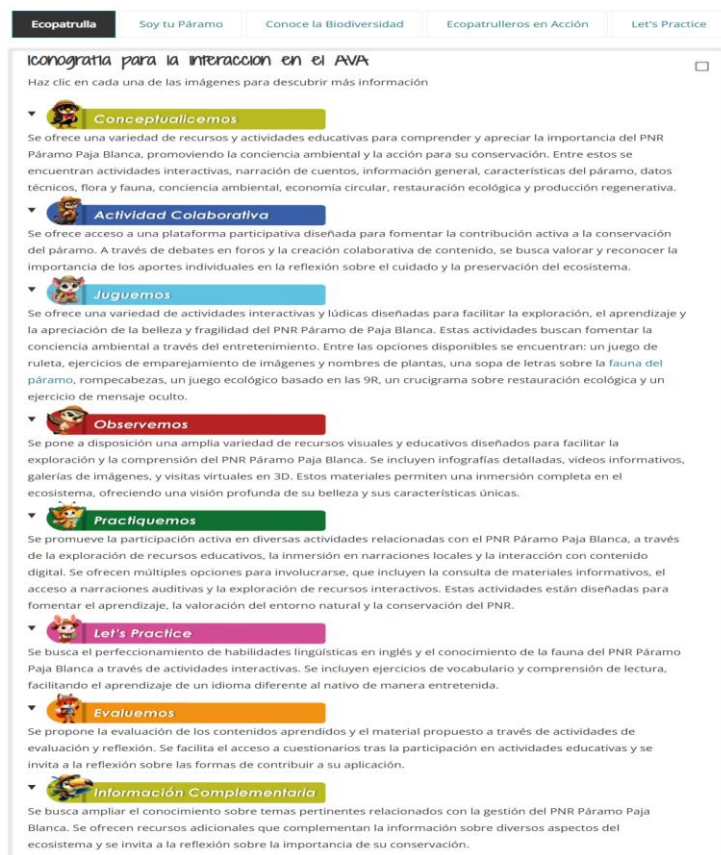 Ecopatrulla
Soy tu Páramo
Conoce la Biodiversidad
Ecopatrulleros en Acción
Let's Practice
Iconografía para la interacción en el AVA
Haz clic en cada una de las imágenes para descubrir más información
Conceptualicemos
Se ofrece una variedad de recursos y actividades educativas para comprender y apreciar la importancia del PNR
Páramo Paja Blanca, promoviendo la conciencia ambiental y la acción para su conservación. Entre estos se
encuentran actividades interactivas, narración de cuentos, información general, características del páramo, datos
técnicos, flora y fauna, conciencia ambiental, economía circular, restauración ecológica y producción regenerativa.
Actividad Colaborativa
Se ofrece acceso a una plataforma participativa diseñada para fomentar la contribución activa a la conservación
del páramo. A través de debates en foros y la creación colaborativa de contenido, se busca valorar y reconocer la
importancia de los aportes individuales en la reflexión sobre el cuidado y la preservación del ecosistema.
Juguemos
Se ofrece una variedad de actividades interactivas y lúdicas diseñadas para facilitar la exploración, el aprendizaje y
la apreciación de la belleza y fragilidad del PNR Páramo de Paja Blanca. Estas actividades buscan fomentar la
conciencia ambiental a través del entretenimiento. Entre las opciones disponibles se encuentran: un juego de
ruleta, ejercicios de emparejamiento de imágenes y nombres de plantas, una sopa de letras sobre la fauna del
páramo, rompecabezas, un juego ecológico basado en las 9R, un crucigrama sobre restauración ecológica y un
ejercicio de mensaje oculto.
Observemos
Se pone a disposición una amplia variedad de recursos visuales y educativos diseñados para facilitar la
exploración y la comprensión del PNR Páramo Paja Blanca. Se incluyen infografías detalladas, videos informativos,
galerías de imágenes, y visitas virtuales en 3D. Estos materiales permiten una inmersión completa en el
ecosistema, ofreciendo una visión profunda de su belleza y sus características únicas.
Practiquemos
Se promueve la participación activa en diversas actividades relacionadas con el PNR Páramo Paja Blanca, a través
de la exploración de recursos educativos, la inmersión en narraciones locales y la interacción con contenido
digital. Se ofrecen múltiples opciones para involucrarse, que incluyen la consulta de materiales informativos, el
acceso a narraciones auditivas y la exploración de recursos interactivos. Estas actividades están diseñadas para
fomentar el aprendizaje, la valoración del entorno natural y la conservación del PNR.
Let's Practice
Se busca el perfeccionamiento de habilidades lingüísticas en inglés y el conocimiento de la fauna del PNR Páramo
Paja Blanca a través de actividades interactivas. Se incluyen ejercicios de vocabulario y comprensión de lectura,
facilitando el aprendizaje de un idioma diferente al nativo de manera entretenida.
Evaluemos
Se propone la evaluación de los contenidos aprendidos y el material propuesto a través de actividades de
evaluación y reflexión. Se facilita el acceso a cuestionarios tras la participación en actividades educativas y se
invita a la reflexión sobre las formas de contribuir a su aplicación.
Información Complementaria
Se busca ampliar el conocimiento sobre temas pertinentes relacionados con la gestión del PNR Páramo Paja
Blanca. Se ofrecen recursos adicionales que complementan la información sobre diversos aspectos del
ecosistema y se invita a la reflexión sobre la importancia de su conservación.